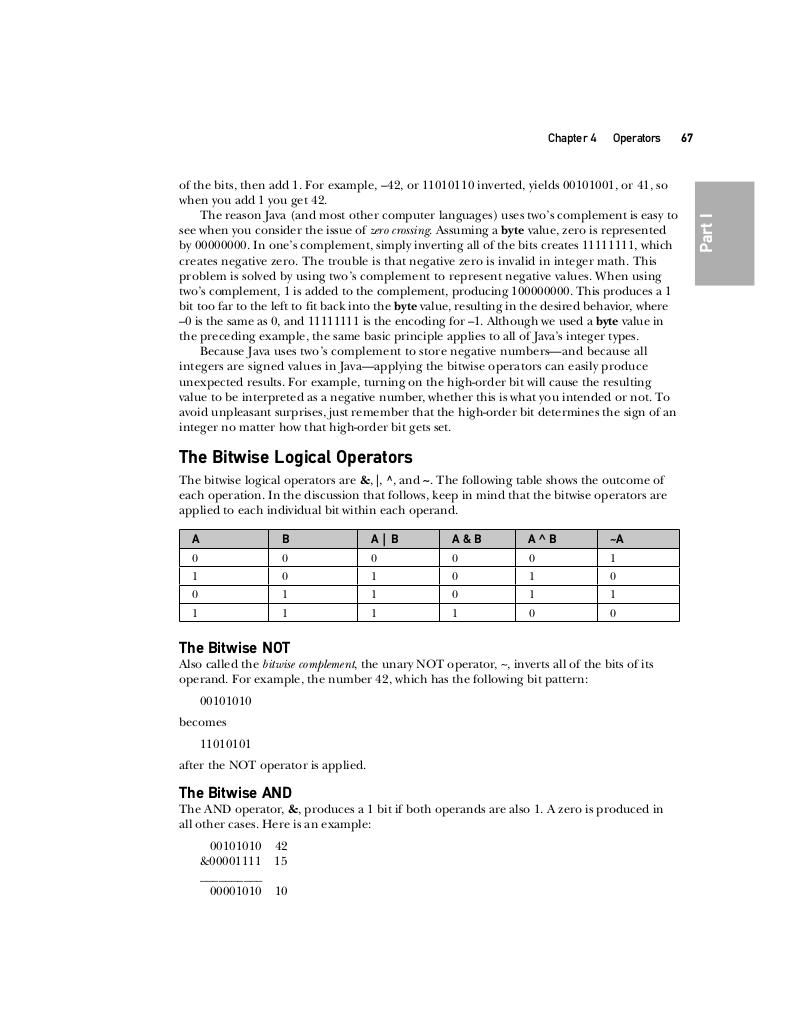 Chapter 4 Operators 67
Part I
of the bits, then add 1. For example, –42, or 11010110 inverted, yields 00101001, or 41, so
when you add 1 you get 42.
The reason Java (and most other computer languages) uses two's complement is easy to
see when you consider the issue of zero crossing. Assuming a byte value, zero is represented
by 00000000. In one's complement, simply inverting all of the bits creates 11111111, which
creates negative zero. The trouble is that negative zero is invalid in integer math. This
problem is solved by using two's complement to represent negative values. When using
two's complement, 1 is added to the complement, producing 100000000. This produces a 1
bit too far to the left to fit back into the byte value, resulting in the desired behavior, where
–0 is the same as 0, and 11111111 is the encoding for –1. Although we used a byte value in
the preceding example, the same basic principle applies to all of Java's integer types.
Because Java uses two's complement to store negative numbers—and because all
integers are signed values in Java—applying the bitwise operators can easily produce
unexpected results. For example, turning on the high-order bit will cause the resulting
value to be interpreted as a negative number, whether this is what you intended or not. To
avoid unpleasant surprises, just remember that the high-order bit determines the sign of an
integer no matter how that high-order bit gets set.
The Bitwise Logical Operators
The bitwise logical operators are &, |, ^, and ~. The following table shows the outcome of
each operation. In the discussion that follows, keep in mind that the bitwise operators are
applied to each individual bit within each operand.
A B A | B A & B A ^ B ~A
0 0 0 0 0 1
1 0 1 0 1 0
0 1 1 0 1 1
1 1 1 1 0 0
The Bitwise NOT
Also called the bitwise complement, the unary NOT operator, ~, inverts all of the bits of its
operand. For example, the number 42, which has the following bit pattern:
00101010
becomes
11010101
after the NOT operator is applied.
The Bitwise AND
The AND operator, &, produces a 1 bit if both operands are also 1. A zero is produced in
all other cases. Here is an example:
00101010 42
&00001111 15
__________
00001010 10